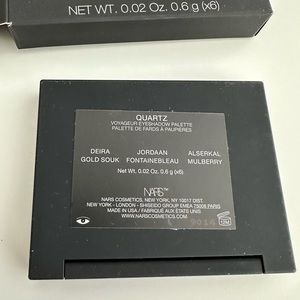 NET WT. 0.02 Oz. 0.6 g (x6)
QUARTZ
VOYAGEUR EYESHADOW PALETTE
PALETTE DE FARDS À PAUPIÈRES
DEIRA JORDAAN ALSERKAL
GOLD SOUK FONTAINEBLEAU MULBERRY
Net Wt. 0.02 Oz. 0.6 g (x6)
NARS™
NARS COSMETICS, NEW YORK, NY 10017 DIST.
NEW YORK - LONDON - SHISEIDO GROUP EMEA 75008 PARIS
MADE IN USA / FABRIQUÉ AUX ÉTATS UNIS
WWW.NARSCOSMETICS.COM